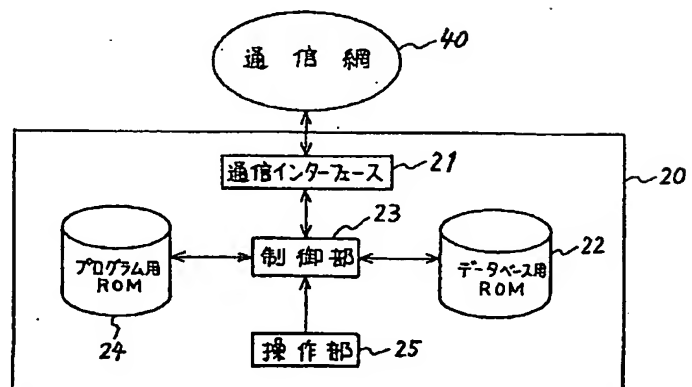 通信網
40
通信インターフェース
21
20
23
制御部
プログラム用
ROM
24
データベース用
ROM
22
操作部
25